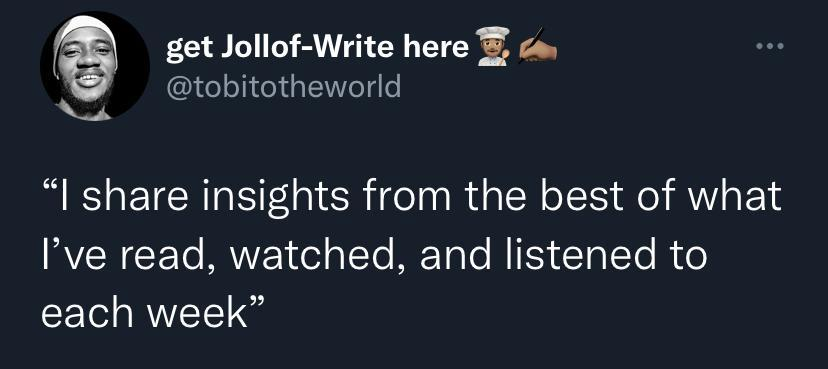 get Jollof-Write here 👨🏽‍🍳✍🏽
@tobitotheworld
“I share insights from the best of what
I’ve read, watched, and listened to
each week”